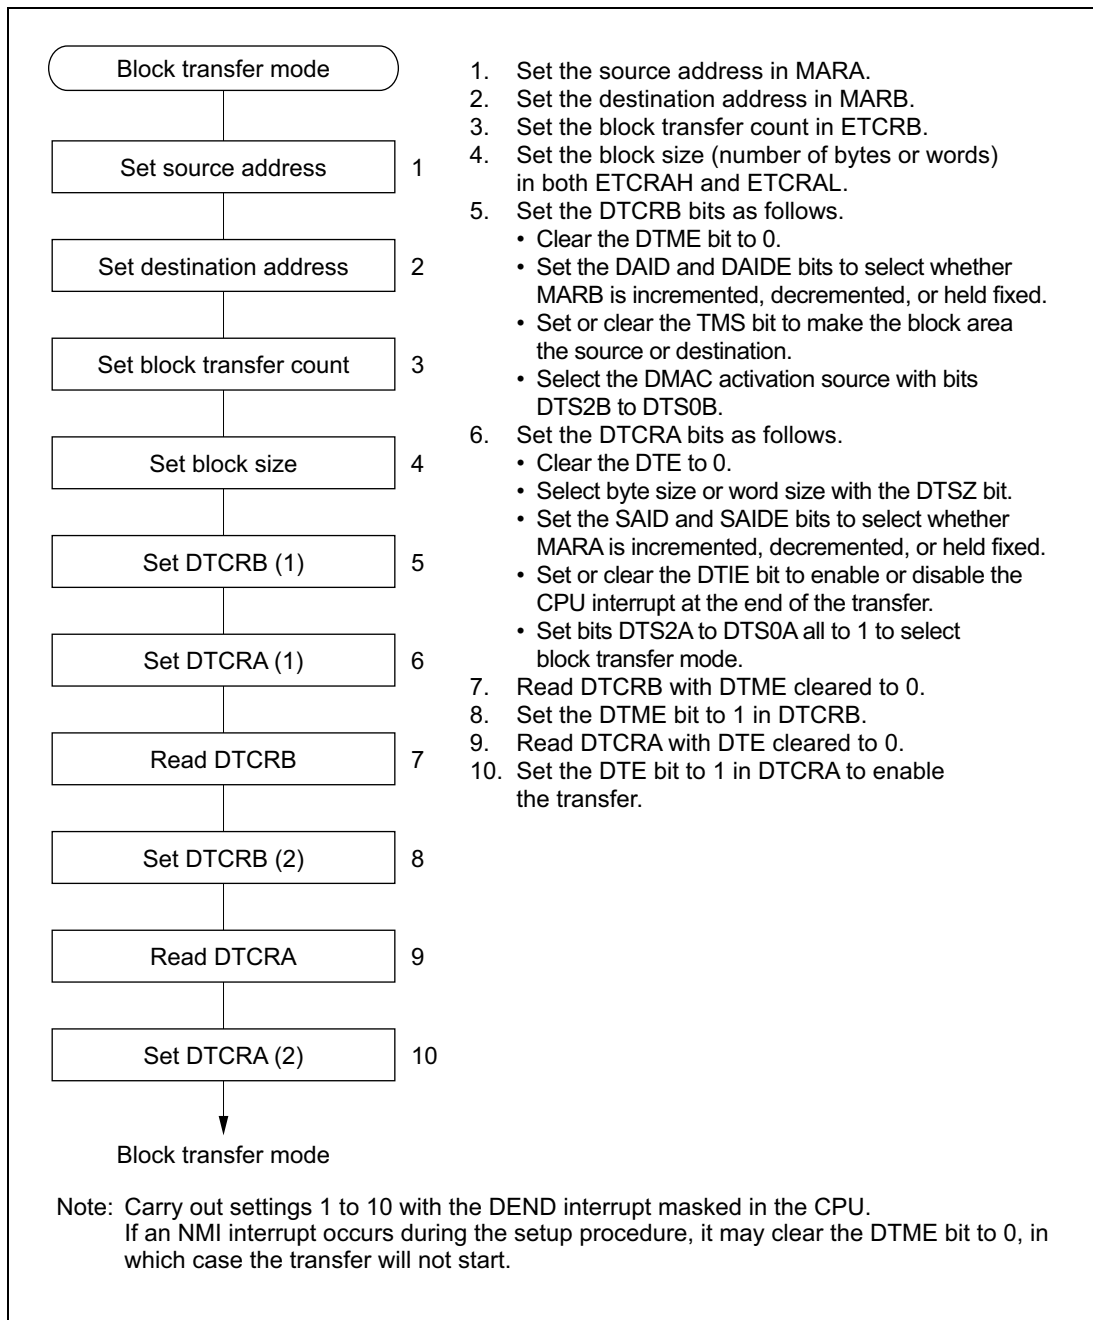 Block transfer mode
Set source address 1
Set destination address 2
Set block transfer count 3
Set block size 4
Set DTCRB (1) 5
Set DTCRA (1) 6
Read DTCRB 7
Set DTCRB (2) 8
Read DTCRA 9
Set DTCRA (2) 10
Block transfer mode
1. Set the source address in MARA.
2. Set the destination address in MARB.
3. Set the block transfer count in ETCRB.
4. Set the block size (number of bytes or words)
in both ETCRAH and ETCRAL.
5. Set the DTCRB bits as follows.
• Clear the DTME bit to 0.
• Set the DAID and DAIDE bits to select whether
MARB is incremented, decremented, or held fixed.
• Set or clear the TMS bit to make the block area
the source or destination.
• Select the DMAC activation source with bits
DTS2B to DTS0B.
6. Set the DTCRA bits as follows.
• Clear the DTE to 0.
• Select byte size or word size with the DTSZ bit.
• Set the SAID and SAIDE bits to select whether
MARA is incremented, decremented, or held fixed.
• Set or clear the DTIE bit to enable or disable the
CPU interrupt at the end of the transfer.
• Set bits DTS2A to DTS0A all to 1 to select
block transfer mode.
7. Read DTCRB with DTME cleared to 0.
8. Set the DTME bit to 1 in DTCRB.
9. Read DTCRA with DTE cleared to 0.
10. Set the DTE bit to 1 in DTCRA to enable
the transfer.
Note: Carry out settings 1 to 10 with the DEND interrupt masked in the CPU.
If an NMI interrupt occurs during the setup procedure, it may clear the DTME bit to 0, in
which case the transfer will not start.